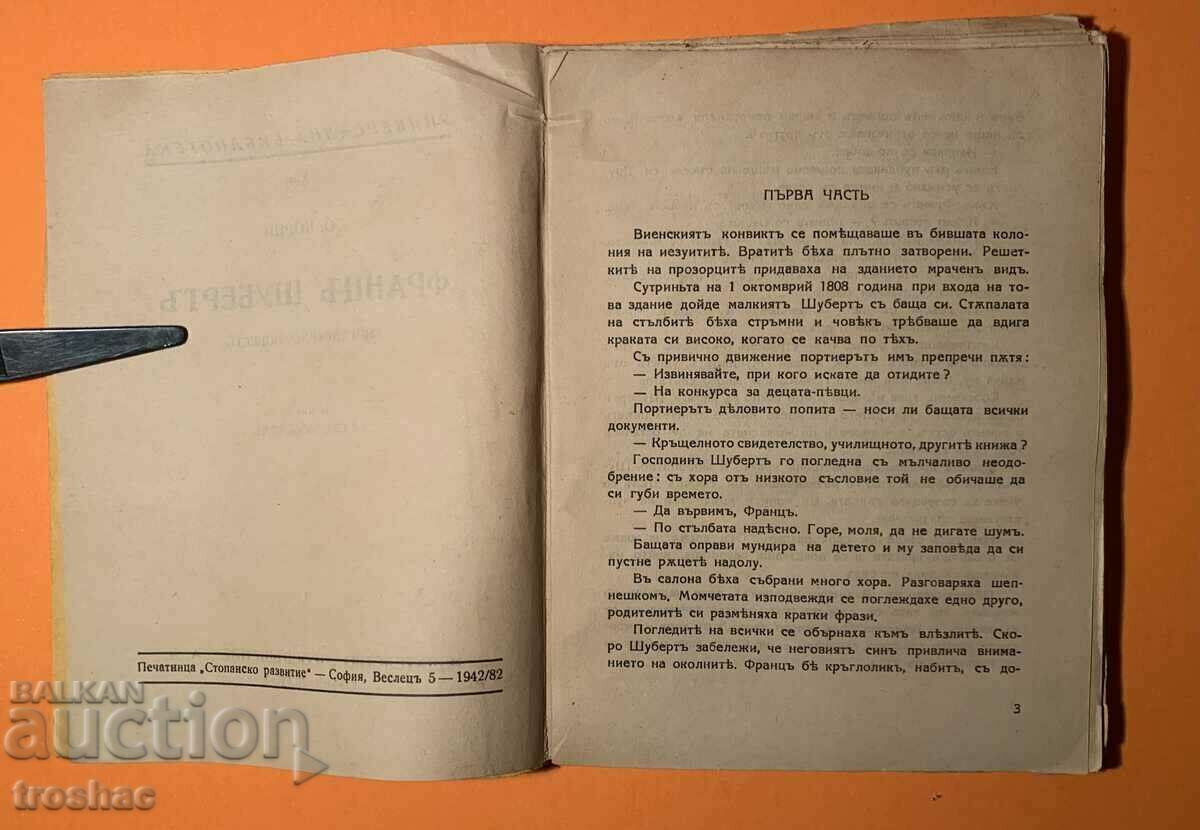 Печатница „Стопанско развитие“ — София, Веслецъ 5 — 1942/82
ПЪРВА ЧАСТЬ
Виенскиятъ конвиктъ се помѣщаваше въ бившата коло-
ния на иезуититѣ. Вратитѣ бѣха плътно затворени. Решет-
китѣ на прозорцитѣ придаваха на зданието мраченъ видъ.
Сутриньта на 1 октомврий 1808 година при входа на то-
ва здание дойде малкиятъ Шубертъ съ баща си. Стѫпалата
на стълбитѣ бѣха стръмни и човѣкъ трѣбваше да вдига
краката си високо, когато се качва по тѣхъ.
Съ привично движение портиерътъ имъ препречи пѫтя:
— Извинявайте, при кого искате да отидите?
— На конкурса за децата-пѣвци.
Портиерътъ дѣловито попита — носи ли бащата всички
документи.
— Кръщелното свидетелство, училищното, другитѣ книжа?
Господинъ Шубертъ го погледна съ мълчаливо неодо-
брение: съ хора отъ низкото съсловие той не обичаше да
си губи времето.
— Да вървимъ, Францъ.
— По стълбата надѣсно. Горе, моля, да не дигате шумъ.
Бащата оправи мундира на детето и му заповѣда да си
пустне рѫцетѣ надолу.
Въ салона бѣха събрани много хора. Разговаряха шеп-
нешкомъ. Момчетата изподвежди се поглеждахе едно друго,
родителитѣ си размѣняха кратки фрази.
Погледитѣ на всички се обърнаха къмъ влѣзлитѣ. Ско-
ро Шубертъ забележи, че неговиятъ синъ привлича внима-
нието на околнитѣ. Францъ бѣ кръглоликъ, набитъ, съ до-
3
BALKAN
auction
troshac